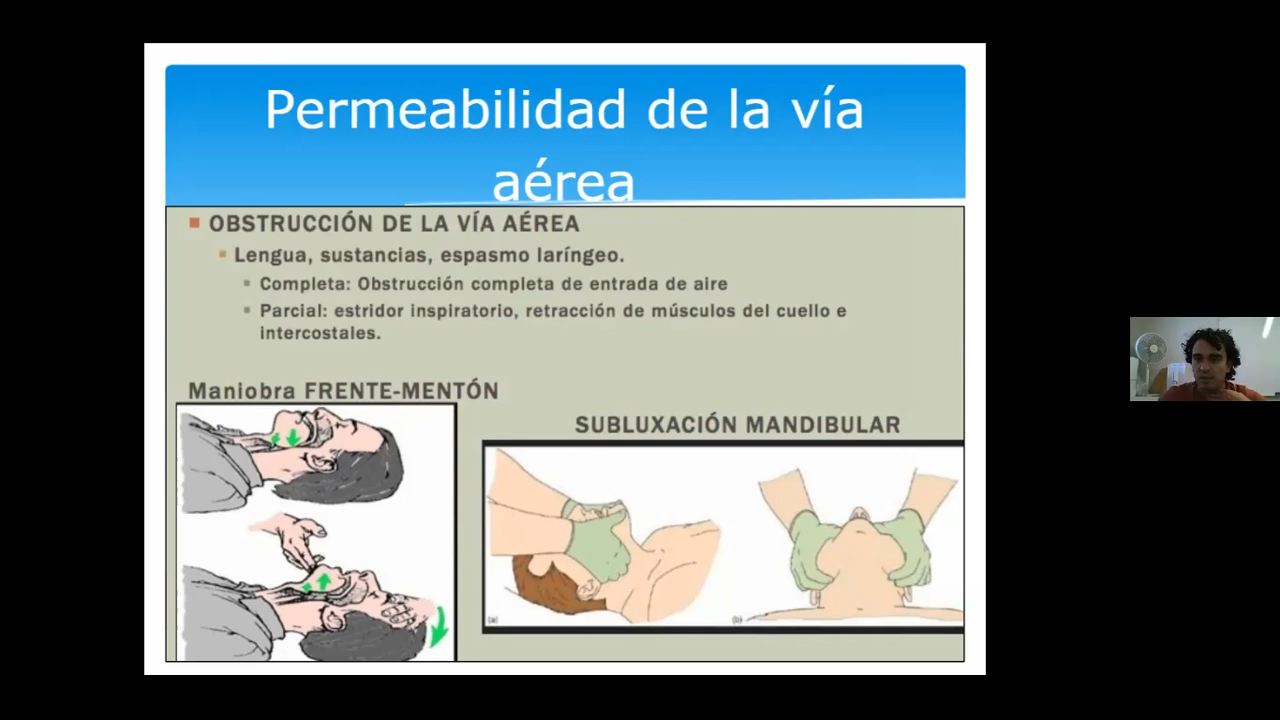 Permeabilidad de la vía
aérea
OBSTRUCCIÓN DE LA VÍA AÉREA
Lengua, sustancias, espasmo laríngeo.
Completa: Obstrucción completa de entrada de aire
Parcial: estridor inspiratorio, retracción de músculos del cuello e
intercostales.
Maniobra FRENTE-MENTÓN
SUBLUXACIÓN MANDIBULAR
(a)
(b)